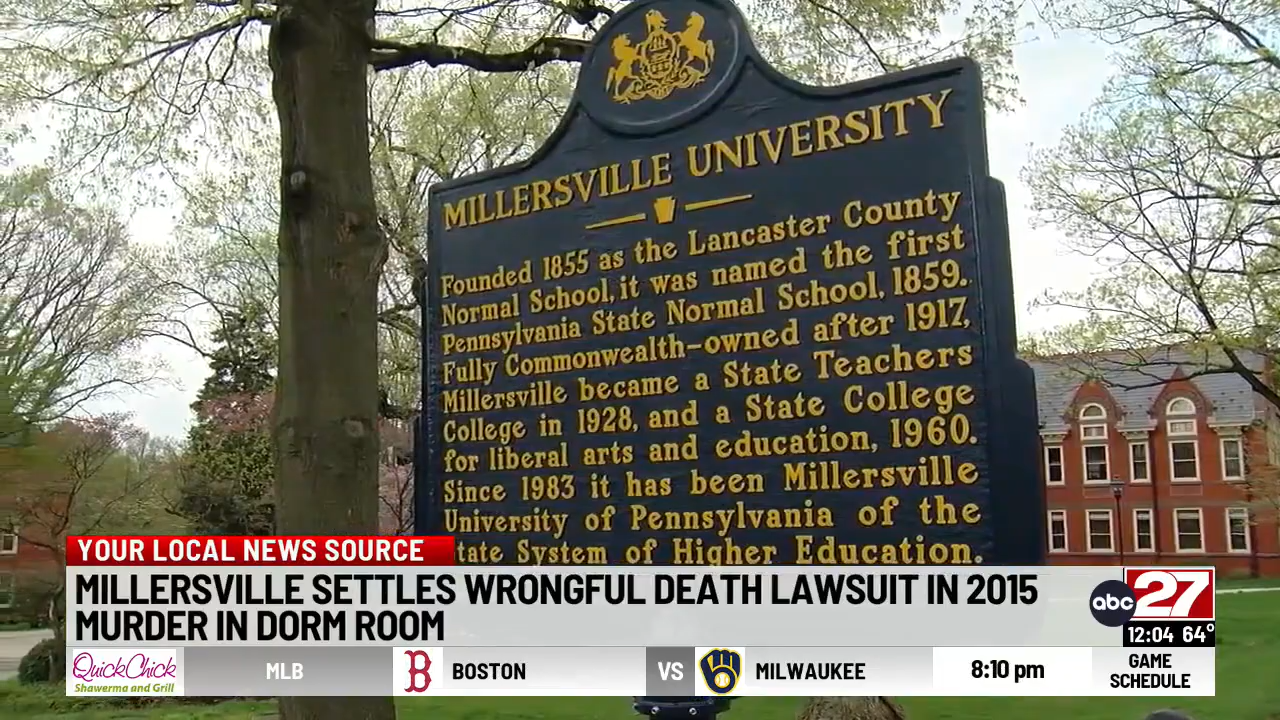 MILLERSVILLE UNIVERSITY
Founded 1855 as the Lancaster County
Normal School, it was named the first
Pennsylvania State Normal School, 1859.
Fully Commonwealth-owned after 1917,
Millersville became a State Teachers
College in 1928, and a State College
for liberal arts and education, 1960.
Since 1983 it has been Millersville
University of Pennsylvania of the
tate System of Higher Education.
YOUR LOCAL NEWS SOURCE
MILLERSVILLE SETTLES WRONGFUL DEATH LAWSUIT IN 2015
MURDER IN DORM ROOM
abc 27
12:04 64°
QuickChick
Shawerma and Grill
MLB
B BOSTON
VS
MILWAUKEE
8:10 pm
GAME
SCHEDULE